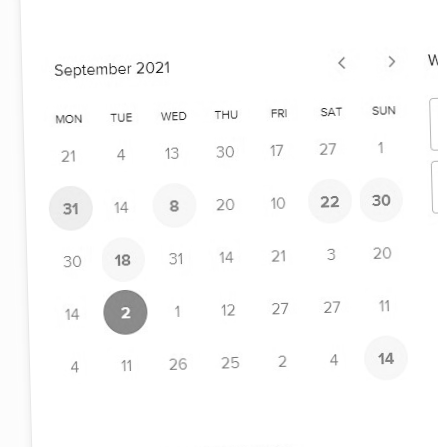 September 2021 < >
W
MON TUE WED THU FRI SAT SUN
21 4 13 30 17 27 1
31 14 8 20 10 22 30
30 18 31 14 21 3 20
14 2 1 12 27 27 11
4 11 26 25 2 4 14